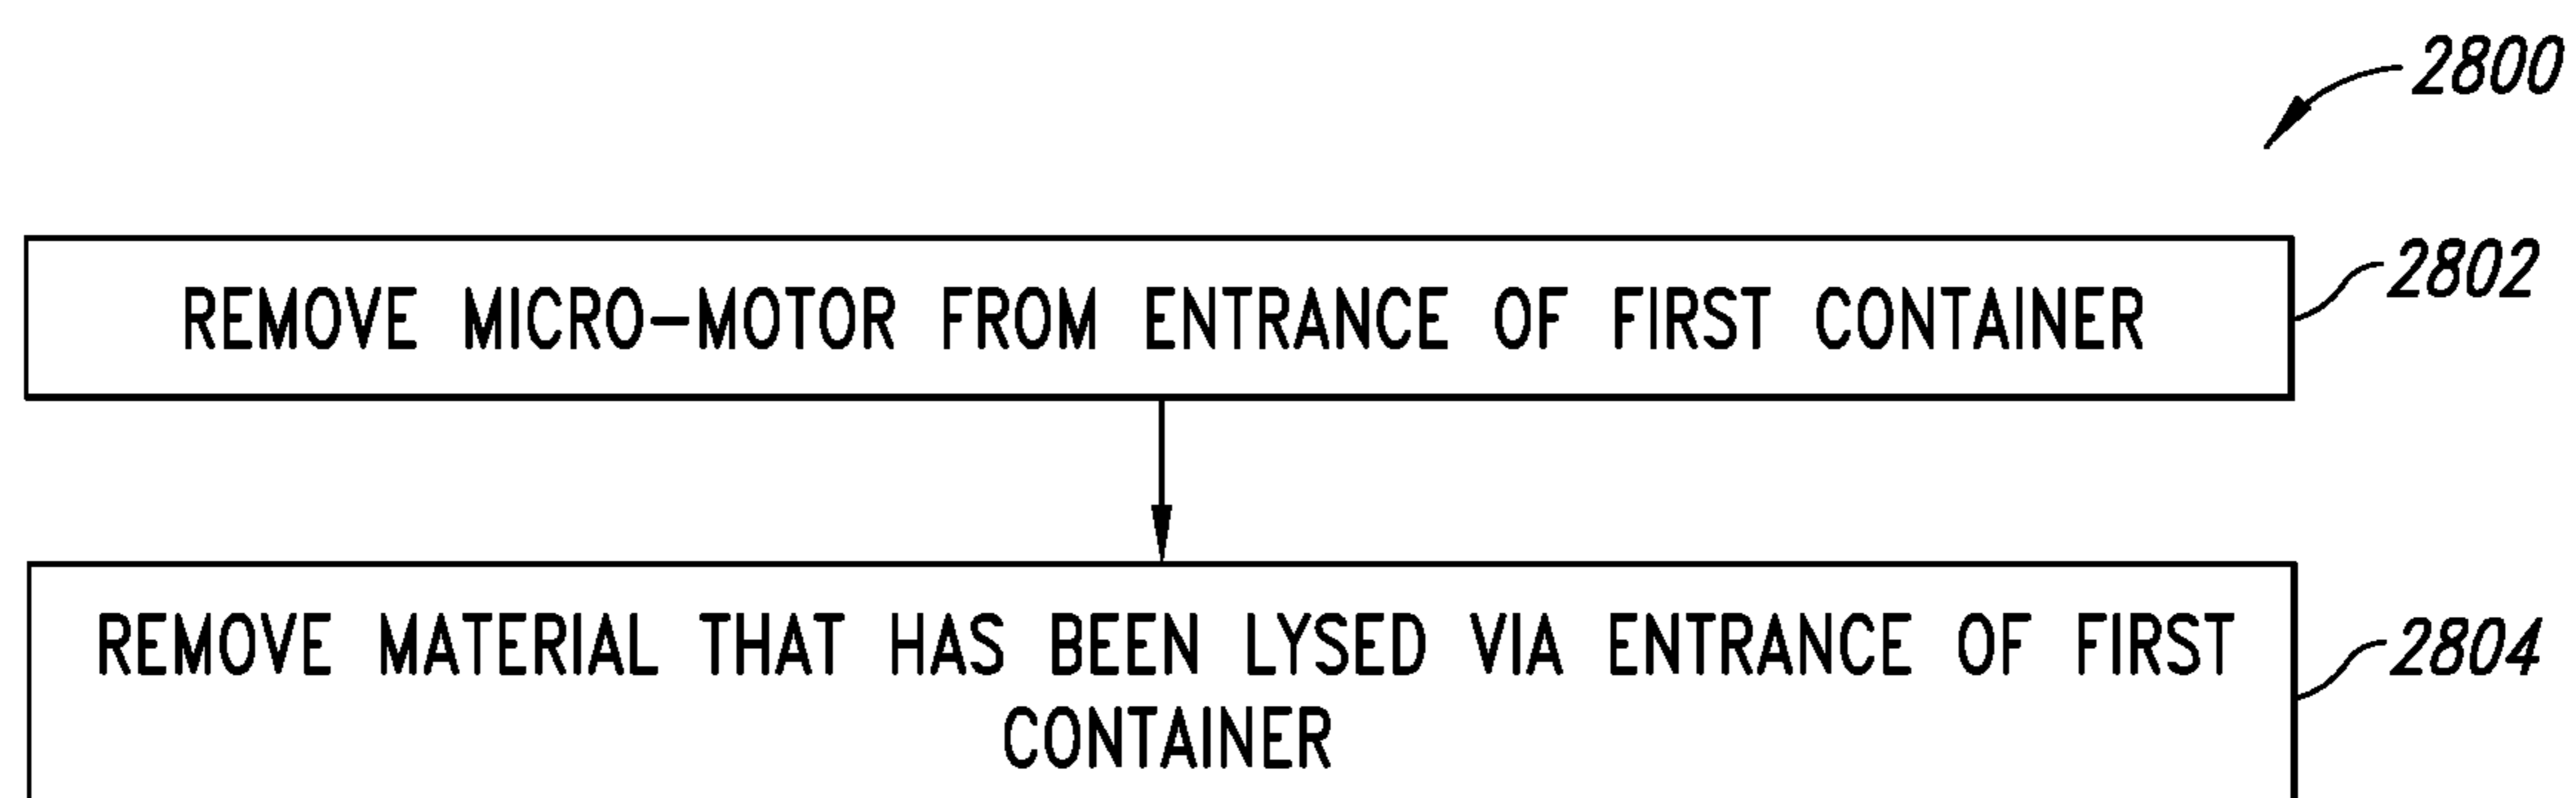 2800
REMOVE MICRO-MOTOR FROM ENTRANCE OF FIRST CONTAINER
2802
REMOVE MATERIAL THAT HAS BEEN LYSED VIA ENTRANCE OF FIRST
CONTAINER
2804